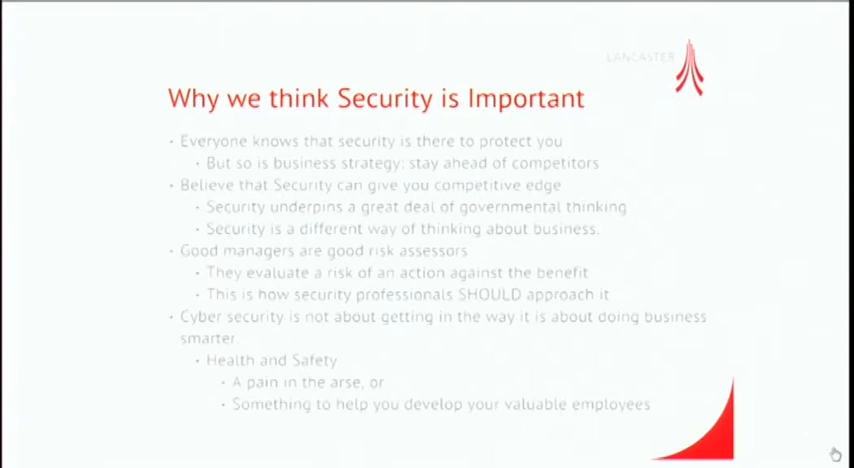 LANCASTER
Why we think Security is Important
• Everyone knows that security is there to protect you
• But so is business strategy: stay ahead of competitors
• Believe that Security can give you competitive edge
• Security underpins a great deal of governmental thinking
• Security is a different way of thinking about business.
• Good managers are good risk assessors
• They evaluate a risk of an action against the benefit
• This is how security professionals SHOULD approach it
• Cyber security is not about getting in the way it is about doing business
smarter.
• Health and Safety
• A pain in the arse, or
• Something to help you develop your valuable employees